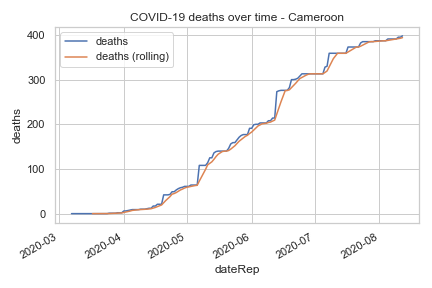 COVID-19 deaths over time - Cameroon
deaths
deaths (rolling)
400
300
200
100
0
deaths
2020-03
2020-04
2020-05
2020-06
2020-07
2020-08
dateRep